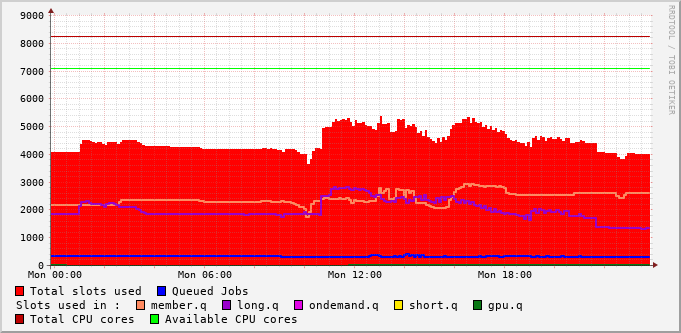 9000
8000
7000
6000
5000
4000
3000
2000
1000
0
Mon 00:00 Mon 06:00 Mon 12:00 Mon 18:00
RRDTOOL / TOBI OETIKER
Total slots used Queued Jobs
Slots used in : member.q long.q ondemand.q short.q gpu.q
Total CPU cores Available CPU cores